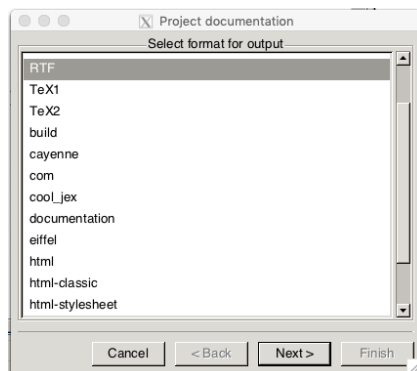 Project documentation
Select format for output
RTF
TeX1
TeX2
build
cayenne
com
cool_jex
documentation
eiffel
html
html-classic
html-stylesheet
Cancel < Back Next > Finish